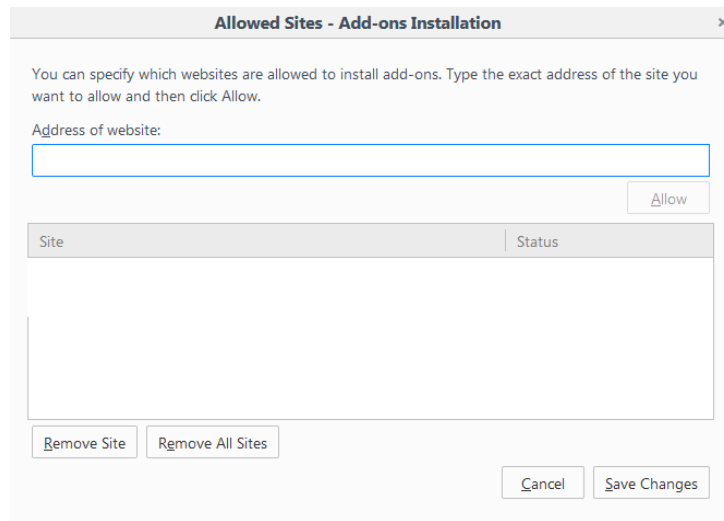 Allowed Sites - Add-ons Installation
You can specify which websites are allowed to install add-ons. Type the exact address of the site you
want to allow and then click Allow.
Address of website:
Allow
Site Status
Remove Site Remove All Sites
Cancel Save Changes